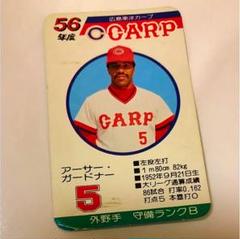 56
年度
広島東洋カープ
CARP
CARP
5
アーサー・
ガードナー
5
■左投左打
■1m80cm 82kg
■1952年9月21日生
■大リーグ通算成績
86試合 打率0.162
打点5 本塁打0
外野手 守備ランクB